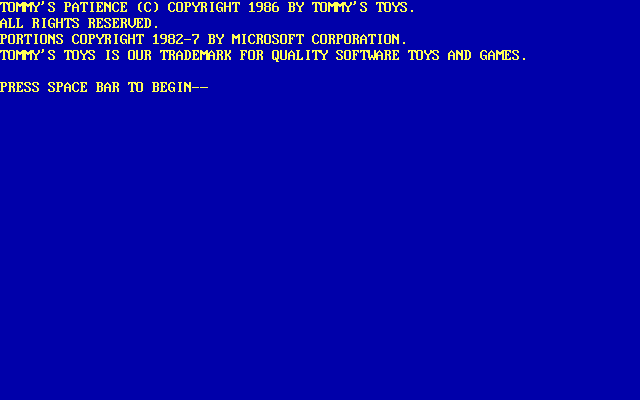 TOMMY'S PATIENCE (C) COPYRIGHT 1986 BY TOMMY'S TOYS.
ALL RIGHTS RESERVED.
PORTIONS COPYRIGHT 1982-7 BY MICROSOFT CORPORATION.
TOMMY'S TOYS IS OUR TRADEMARK FOR QUALITY SOFTWARE TOYS AND GAMES.
PRESS SPACE BAR TO BEGIN--